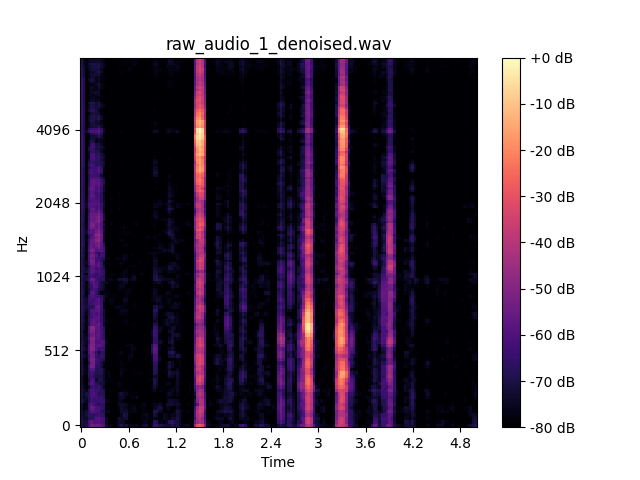 raw_audio_1_denoised.wav
Hz
4096
2048
1024
512
0
0 0.6 1.2 1.8 2.4 3 3.6 4.2 4.8
Time
+0 dB
-10 dB
-20 dB
-30 dB
-40 dB
-50 dB
-60 dB
-70 dB
-80 dB